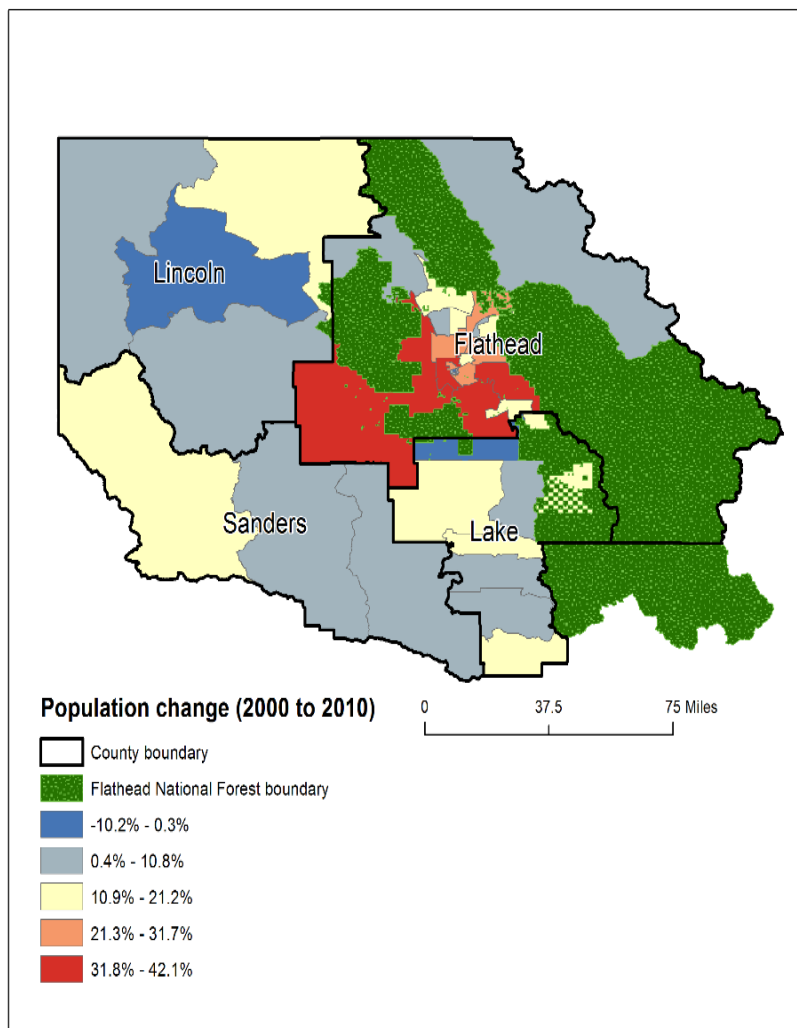 Lincoln
Flathead
Sanders
Lake
Population change (2000 to 2010)
0 37.5 75 Miles
County boundary
Flathead National Forest boundary
-10.2% - 0.3%
0.4% - 10.8%
10.9% - 21.2%
21.3% - 31.7%
31.8% - 42.1%